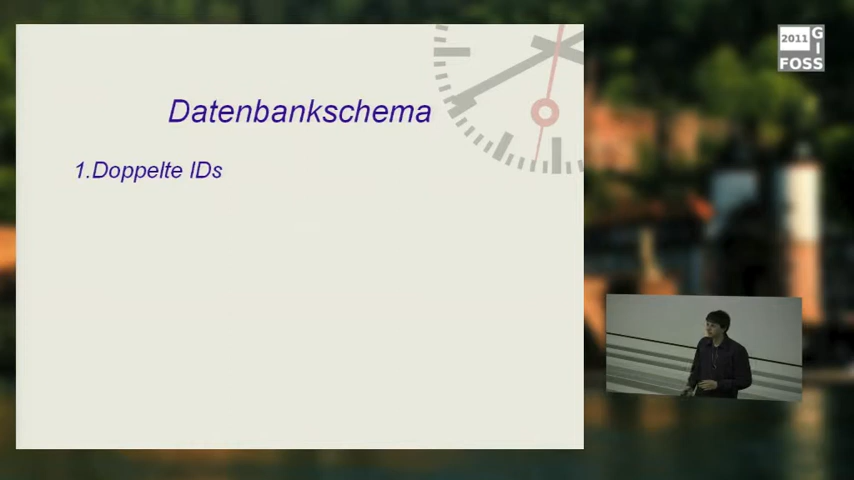 Datenbankschema
1.Doppelte IDs
2011 G
I
FOSS